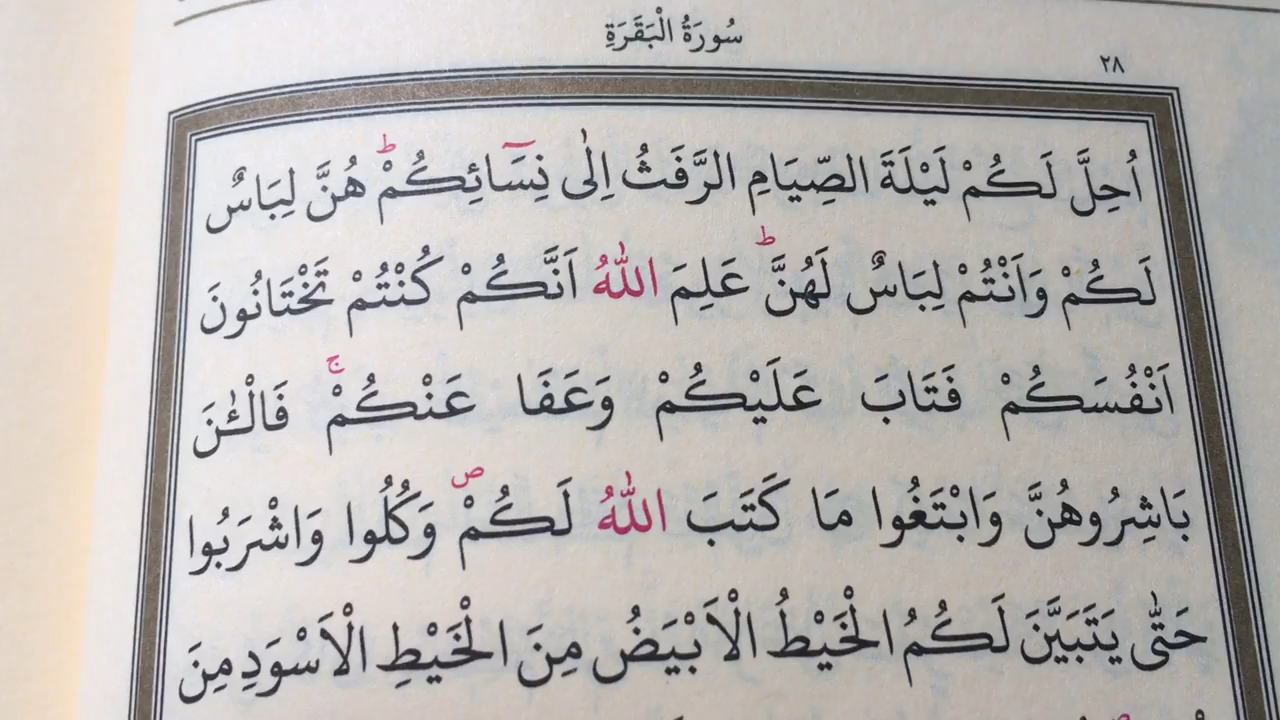 سُورَةُ الْبَقَرَةِ
٢٨
اُحِلَّ لَكُمْ لَيْلَةَ الصِّيَامِ الرَّفَثُ اِلٰى نِسَٓائِكُمْۜ هُنَّ لِبَاسٌ
لَكُمْ وَاَنْتُمْ لِبَاسٌ لَهُنَّؕ عَلِمَ اللّٰهُ اَنَّكُمْ كُنْتُمْ تَخْتَانُونَ
اَنْفُسَكُمْ فَتَابَ عَلَيْكُمْ وَعَفَا عَنْكُمْۚ فَالْـٰٔنَ
بَاشِرُوهُنَّ وَابْتَغُوا مَا كَتَبَ اللّٰهُ لَكُمْࣕ وَكُلُوا وَاشْرَبُوا
حَتّٰى يَتَبَيَّنَ لَكُمُ الْخَيْطُ الْاَبْيَضُ مِنَ الْخَيْطِ الْاَسْوَدِ مِنَ